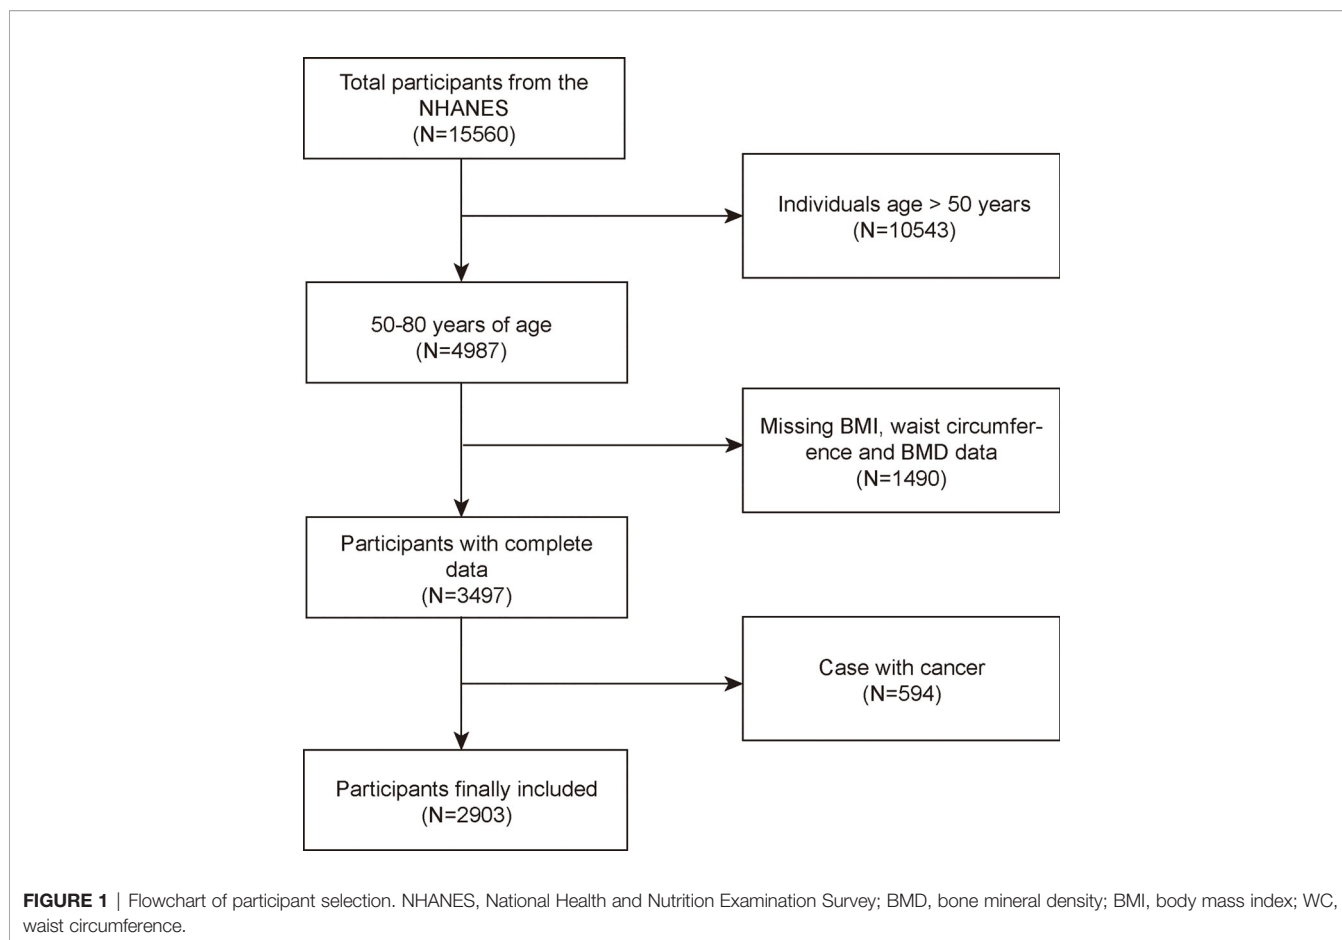 Total participants from the
NHANES
(N=15560)
Individuals age > 50 years
(N=10543)
50-80 years of age
(N=4987)
Missing BMI, waist circumfer-
ence and BMD data
(N=1490)
Participants with complete
data
(N=3497)
Case with cancer
(N=594)
Participants finally included
(N=2903)
FIGURE 1 | Flowchart of participant selection. NHANES, National Health and Nutrition Examination Survey; BMD, bone mineral density; BMI, body mass index; WC,
waist circumference.